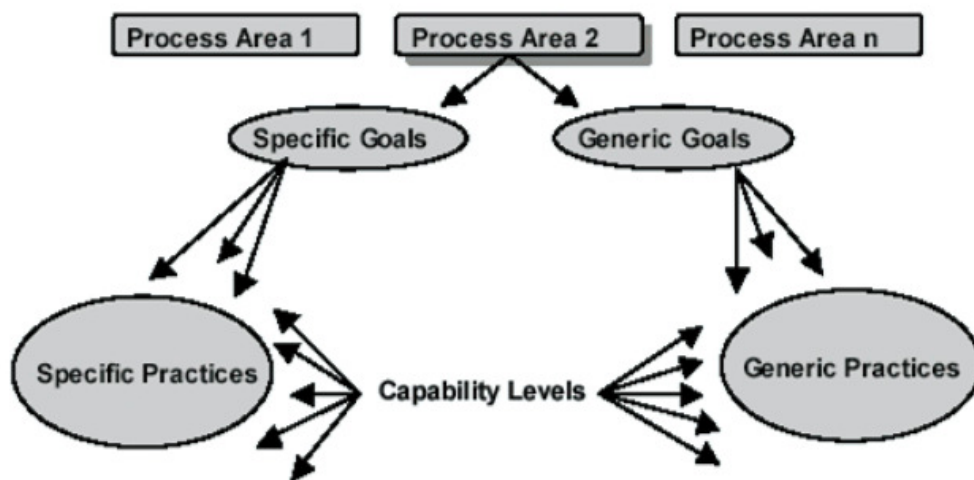 Process Area 1
Process Area 2
Process Area n
Specific Goals
Generic Goals
Specific Practices
Capability Levels
Generic Practices